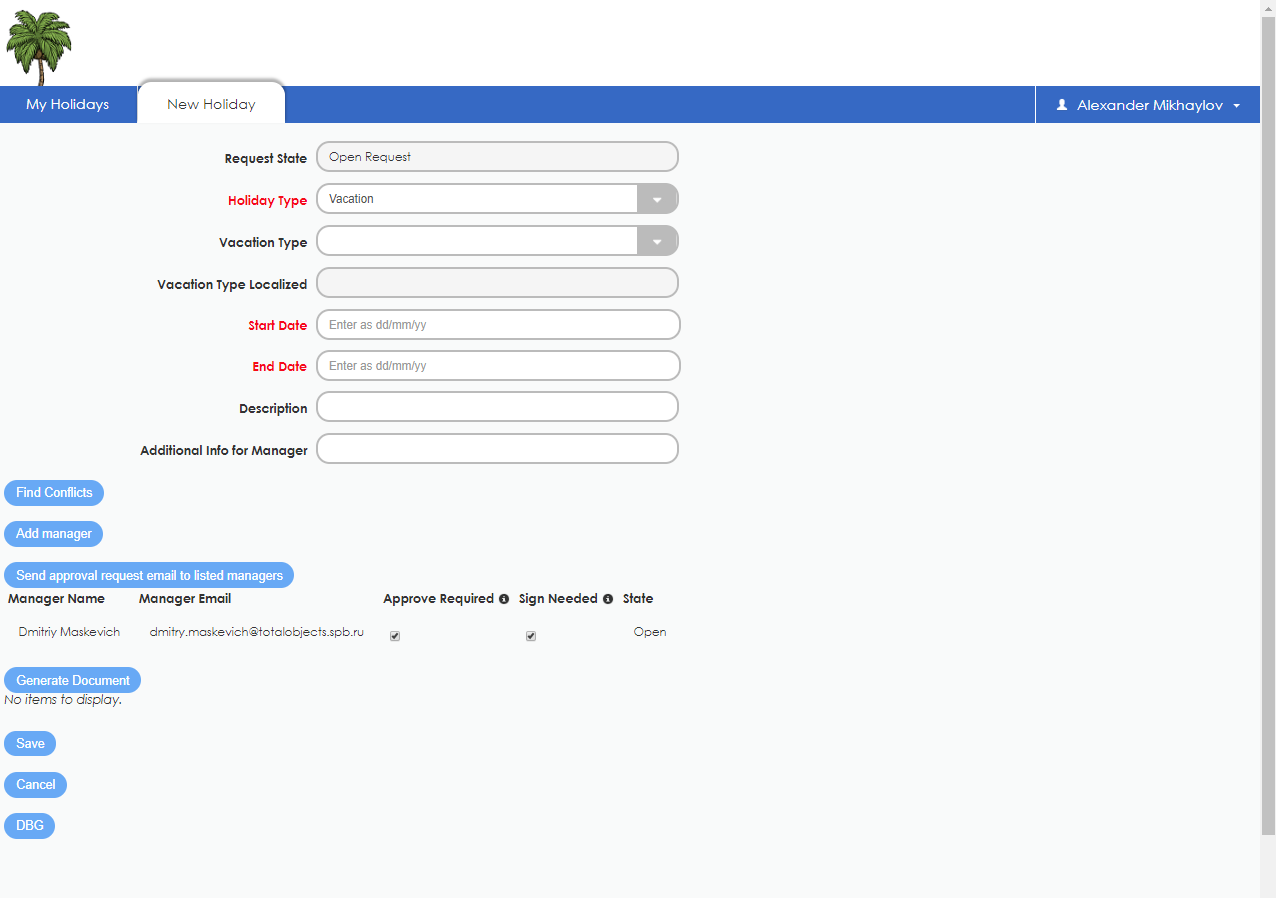 My Holidays New Holiday Alexander Mikhaylov
Request State Open Request
Holiday Type Vacation
Vacation Type
Vacation Type Localized
Start Date Enter as dd/mm/yy
End Date Enter as dd/mm/yy
Description
Additional Info for Manager
Find Conflicts
Add manager
Send approval request email to listed managers
Manager Name Manager Email Approve Required Sign Needed State
Dmitriy Maskevich dmitry.maskevich@totalobjects.spb.ru Open
Generate Document
No items to display.
Save
Cancel
DBG